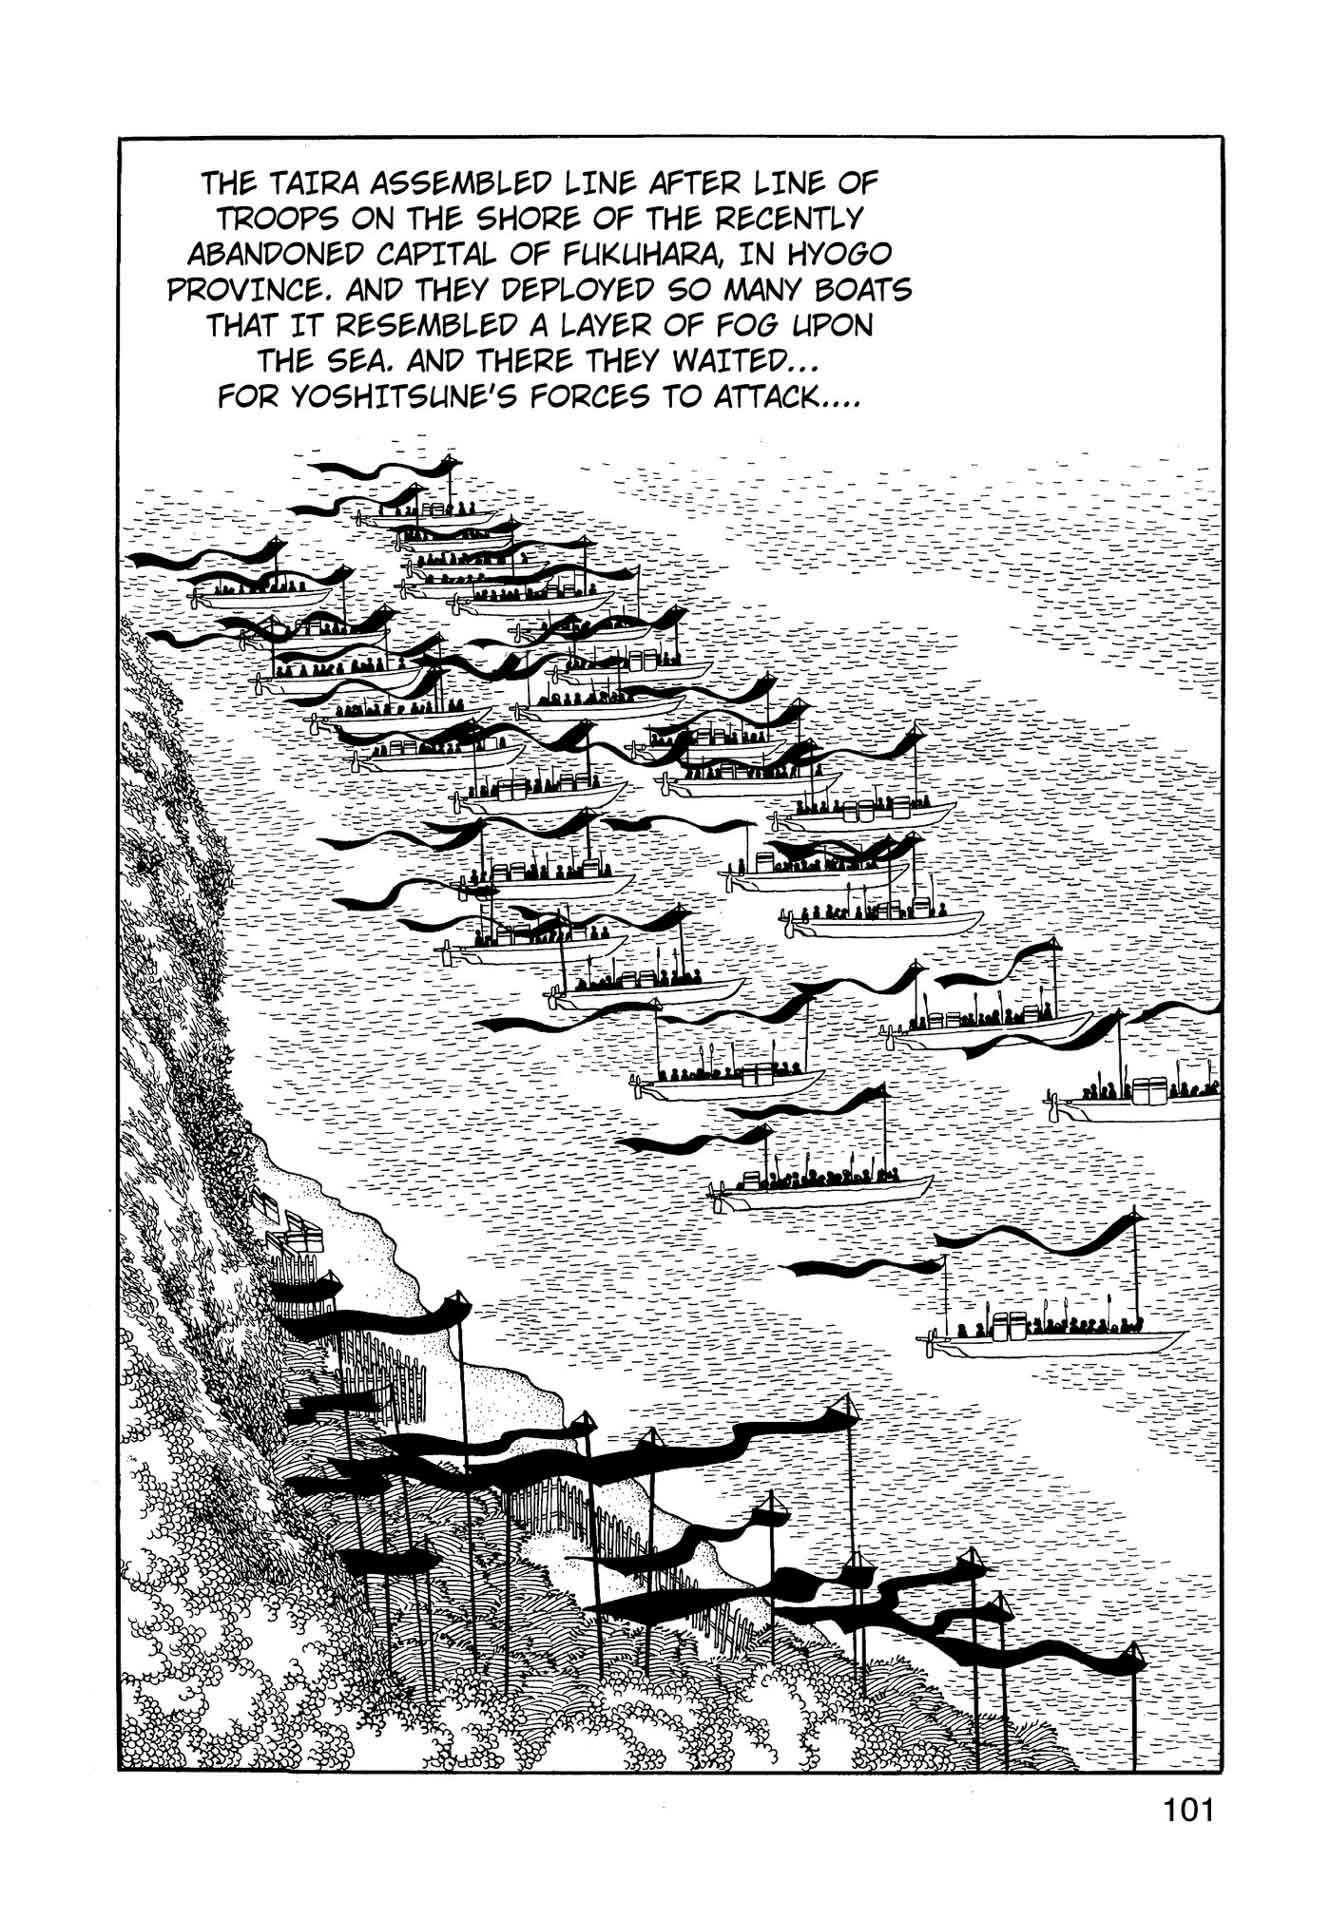 THE TAIRA ASSEMBLED LINE AFTER LINE OF
TROOPS ON THE SHORE OF THE RECENTLY
ABANDONED CAPITAL OF FUKUHARA, IN HYOGO
PROVINCE. AND THEY DEPLOYED SO MANY BOATS
THAT IT RESEMBLED A LAYER OF FOG UPON
THE SEA. AND THERE THEY WAITED...
FOR YOSHITSUNE'S FORCES TO ATTACK....
101